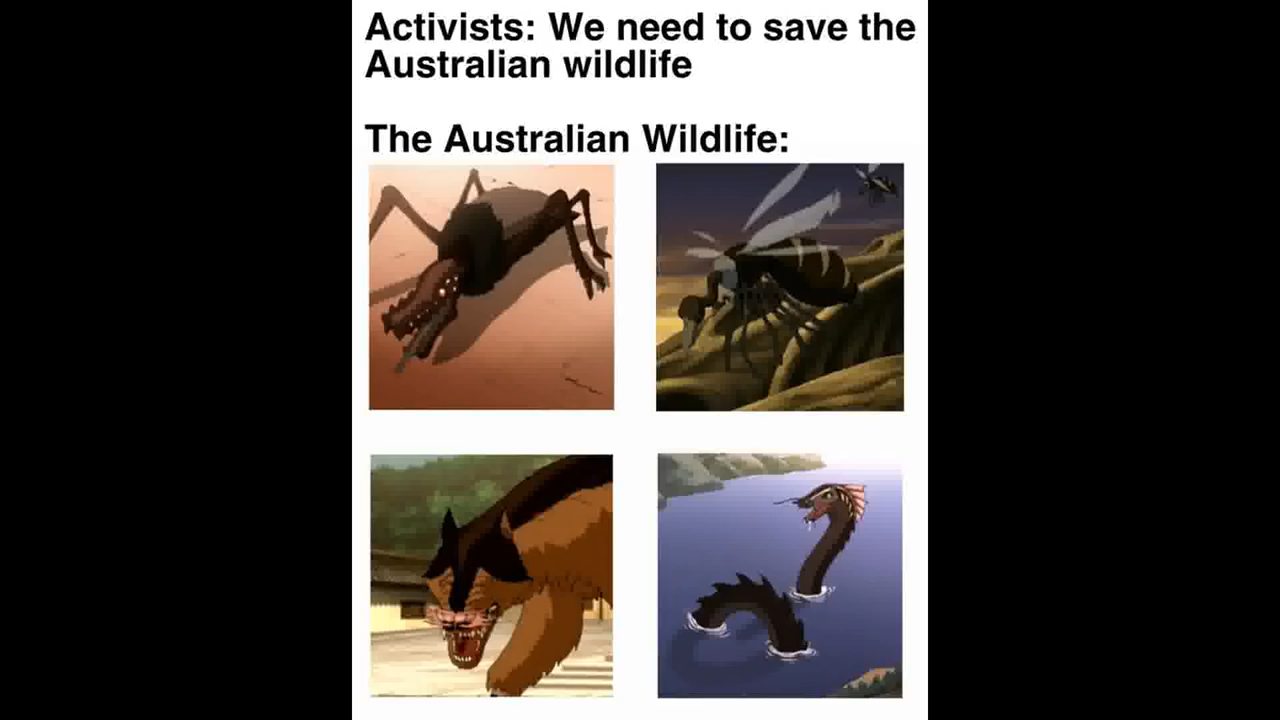 Activists: We need to save the
Australian wildlife
The Australian Wildlife: